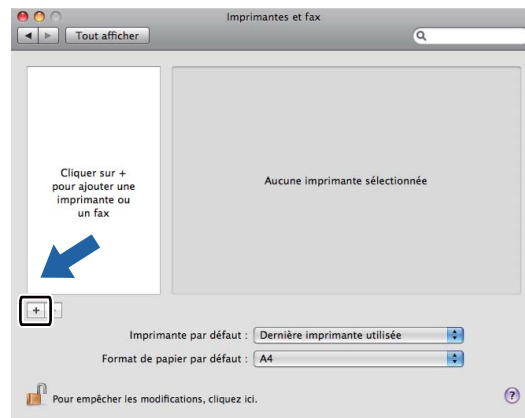 Imprimantes et fax
Tout afficher
Cliquer sur +
pour ajouter une
imprimante ou
un fax
Aucune imprimante sélectionnée
+ -
Imprimante par défaut : Dernière imprimante utilisée
Format de papier par défaut : A4
Pour empêcher les modifications, cliquez ici.
?